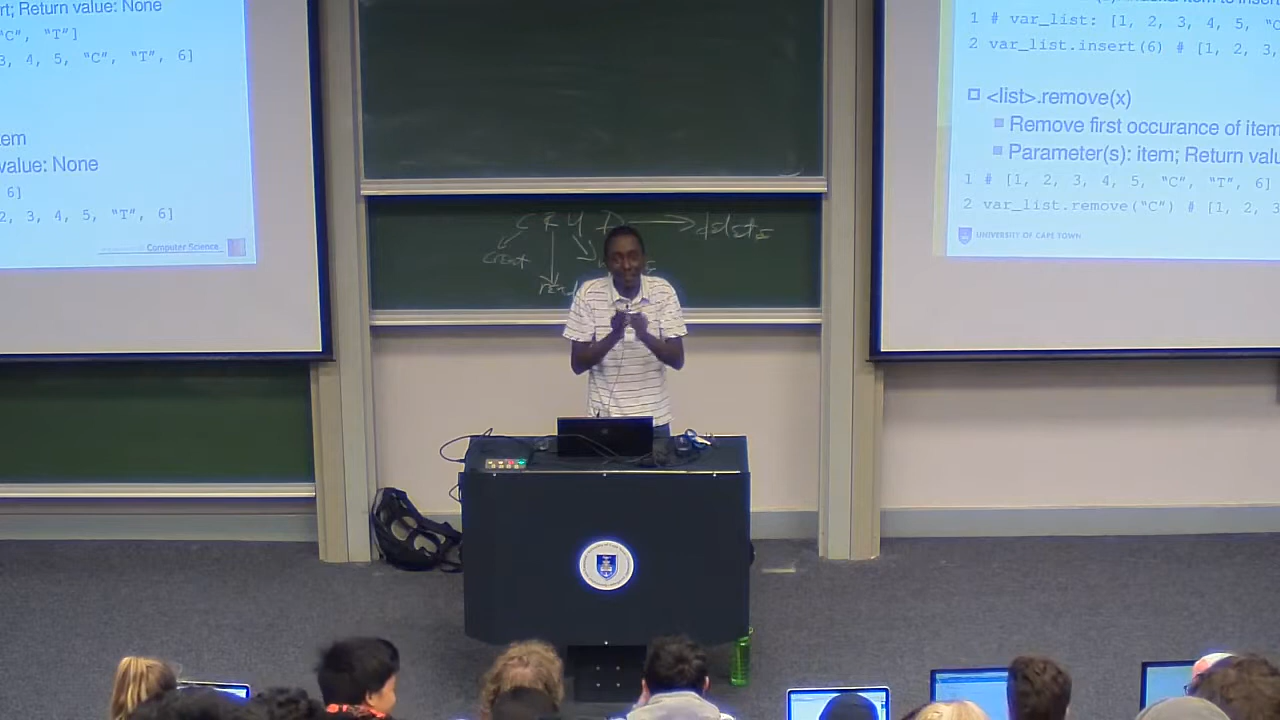 rt; Return value: None
"C", "T"]
3, 4, 5, "C", "T", 6]
em
value: None
6]
2, 3, 4, 5, "T", 6]
Computer Science
C R U D
1 # var_list: [1, 2, 3, 4, 5, "C
2 var_list.insert(6) # [1, 2, 3,
<list>.remove(x)
Remove first occurance of item
Parameter(s): item; Return valu
1 # [1, 2, 3, 4, 5, "C", "T", 6]
2 var_list.remove("C") # [1, 2, 3
UNIVERSITY OF CAPE TOWN